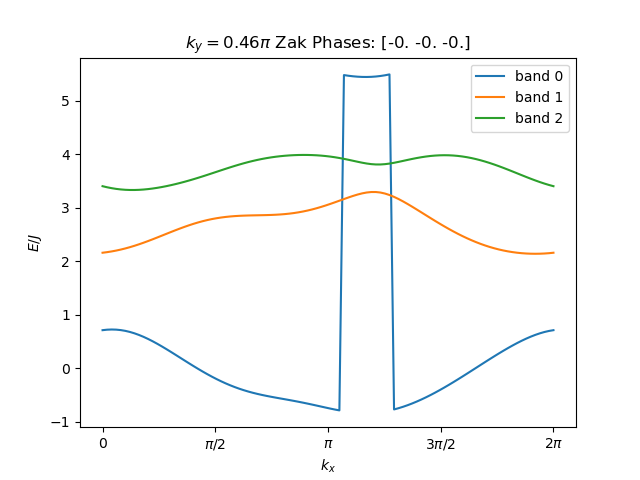 $k_y = 0.46\pi$ Zak Phases: [-0. -0. -0.]
band 0
band 1
band 2
E/J
5
4
3
2
1
0
−1
0
π/2
π
3π/2
2π
$k_x$